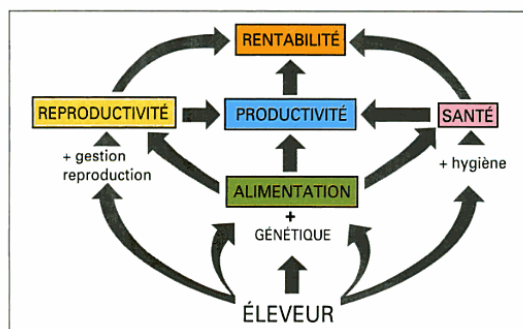 RENTABILITÉ
REPRODUCTIVITÉ
PRODUCTIVITÉ
SANTÉ
+ gestion
reproduction
+ hygiène
ALIMENTATION
+
GÉNÉTIQUE
ÉLEVEUR